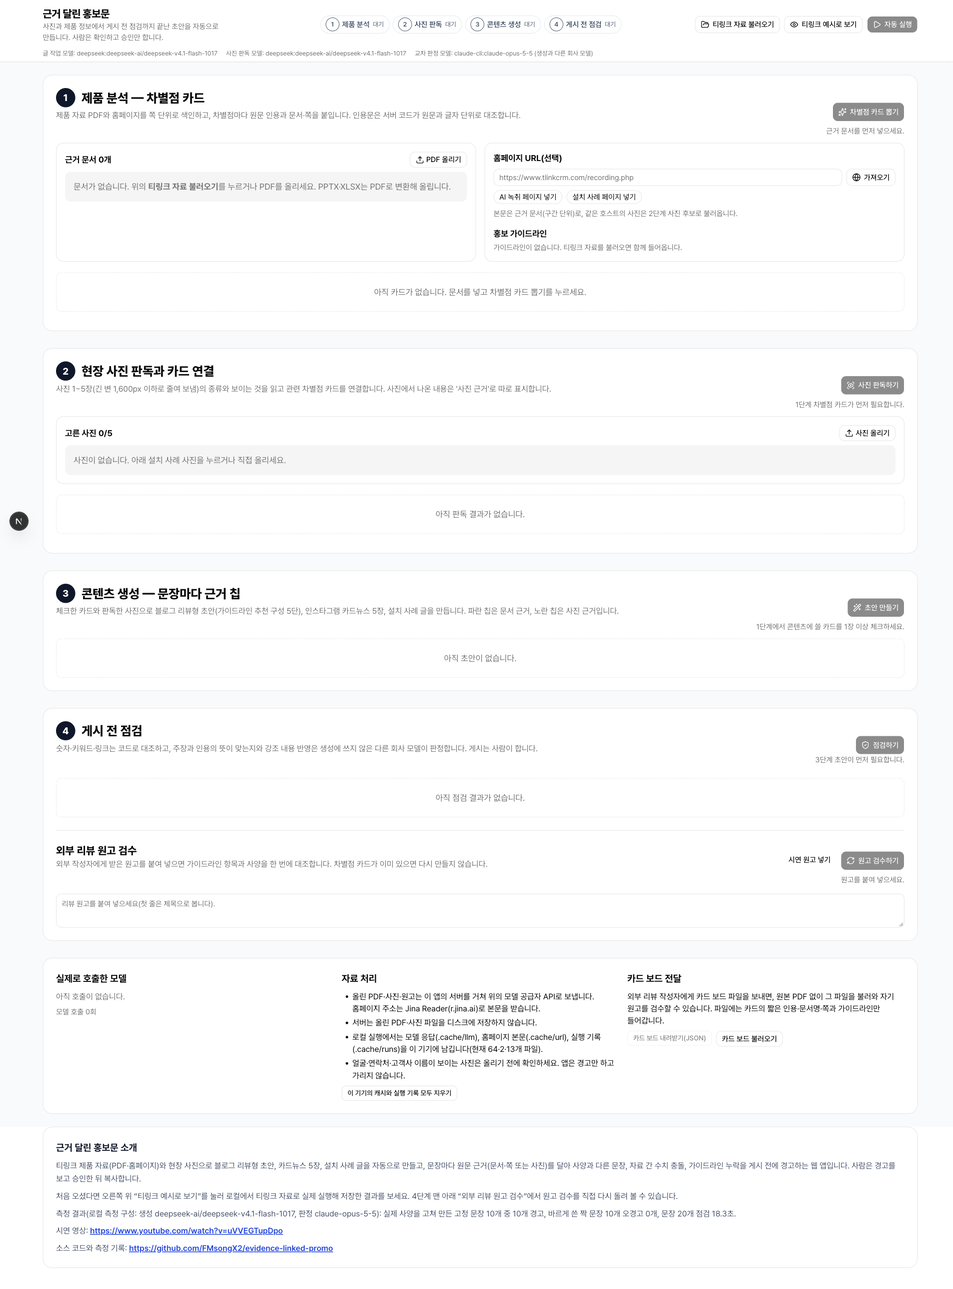 근거 달린 홍보문
사진과 제품 정보에서 게시 전 점검까지 끝난 초안을 자동으로
만듭니다. 사람은 확인하고 승인만 합니다.
1 제품 분석 대기
2 사진 판독 대기
3 콘텐츠 생성 대기
4 게시 전 점검 대기
티링크 자료 불러오기
티링크 예시로 보기
자동 실행
글 작업 모델: deepseek:deepseek-ai/deepseek-v4.1-flash-1017 사진 판독 모델: deepseek:deepseek-ai/deepseek-v4.1-flash-1017 교차 판정 모델: claude-cli:claude-opus-5-5 (생성과 다른 회사 모델)
1 제품 분석 — 차별점 카드
제품 자료 PDF와 홈페이지를 쪽 단위로 색인하고, 차별점마다 원문 인용과 문서·쪽을 붙입니다. 인용문은 서버 코드가 원문과 글자 단위로 대조합니다.
차별점 카드 뽑기
근거 문서를 먼저 넣으세요.
근거 문서 0개
PDF 올리기
문서가 없습니다. 위의 티링크 자료 불러오기를 누르거나 PDF를 올리세요. PPTX·XLSX는 PDF로 변환해 올립니다.
홈페이지 URL(선택)
https://www.tlinkcrm.com/recording.php
가져오기
AI 녹취 페이지 넣기
설치 사례 페이지 넣기
본문은 근거 문서(구간 단위)로, 같은 호스트의 사진은 2단계 사진 후보로 불러옵니다.
홍보 가이드라인
가이드라인이 없습니다. 티링크 자료를 불러오면 함께 들어옵니다.
아직 카드가 없습니다. 문서를 넣고 차별점 카드 뽑기를 누르세요.
2 현장 사진 판독과 카드 연결
사진 1~5장(긴 변 1,600px 이하로 줄여 보냄)의 종류와 보이는 것을 읽고 관련 차별점 카드를 연결합니다. 사진에서 나온 내용은 '사진 근거'로 따로 표시합니다.
사진 판독하기
1단계 차별점 카드가 먼저 필요합니다.
고른 사진 0/5
사진 올리기
사진이 없습니다. 아래 설치 사례 사진을 누르거나 직접 올리세요.
아직 판독 결과가 없습니다.
N
3 콘텐츠 생성 — 문장마다 근거 칩
체크한 카드와 판독한 사진으로 블로그 리뷰형 초안(가이드라인 추천 구성 5단), 인스타그램 카드뉴스 5장, 설치 사례 글을 만듭니다. 파란 칩은 문서 근거, 노란 칩은 사진 근거입니다.
초안 만들기
1단계에서 콘텐츠에 쓸 카드를 1장 이상 체크하세요.
아직 초안이 없습니다.
4 게시 전 점검
숫자·키워드·링크는 코드로 대조하고, 주장과 인용의 뜻이 맞는지와 강조 내용 반영은 생성에 쓰지 않은 다른 회사 모델이 판정합니다. 게시는 사람이 합니다.
점검하기
3단계 초안이 먼저 필요합니다.
아직 점검 결과가 없습니다.
외부 리뷰 원고 검수
외부 작성자에게 받은 원고를 붙여 넣으면 가이드라인 항목과 사양을 한 번에 대조합니다. 차별점 카드가 이미 있으면 다시 만들지 않습니다.
시연 원고 넣기
원고 검수하기
원고를 붙여 넣으세요.
리뷰 원고를 붙여 넣으세요(첫 줄은 제목으로 봅니다).
실제로 호출한 모델
아직 호출이 없습니다.
모델 호출 0회
자료 처리
• 올린 PDF·사진·원고는 이 앱의 서버를 거쳐 위의 모델 공급자 API로 보냅니다.
홈페이지 주소는 Jina Reader(r.jina.ai)로 본문을 받습니다.
• 서버는 올린 PDF·사진 파일을 디스크에 저장하지 않습니다.
• 로컬 실행에서는 모델 응답(.cache/llm), 홈페이지 본문(.cache/url), 실행 기록
(.cache/runs)을 이 기기에 남깁니다(현재 64·2·13개 파일).
• 얼굴·연락처·고객사 이름이 보이는 사진은 올리기 전에 확인하세요. 앱은 경고만 하고
가리지 않습니다.
이 기기의 캐시와 실행 기록 모두 지우기
카드 보드 전달
외부 리뷰 작성자에게 카드 보드 파일을 보내면, 원본 PDF 없이 그 파일을 불러와 자기
원고를 검수할 수 있습니다. 파일에는 카드의 짧은 인용·문서명·쪽과 가이드라인만
들어갑니다.
카드 보드 내려받기(JSON)
카드 보드 불러오기
근거 달린 홍보문 소개
티링크 제품 자료(PDF·홈페이지)와 현장 사진으로 블로그 리뷰형 초안, 카드뉴스 5장, 설치 사례 글을 자동으로 만들고, 문장마다 원문 근거(문서·쪽 또는 사진)를 달아 사양과 다른 문장, 자료 간 수치 충돌, 가이드라인 누락을 게시 전에 경고하는 웹 앱입니다. 사람은 경고를
보고 승인만 한 뒤 발행합니다.
처음 오셨다면 오른쪽 위 "티링크 예시로 보기"를 눌러 로컬에서 티링크 자료로 실제 실행해 저장한 결과를 보세요. 4단계 맨 아래 "외부 리뷰 원고 검수"에서 원고 검수를 직접 다시 돌려 볼 수 있습니다.
측정 결과(로컬 측정 구성: 생성 deepseek-ai/deepseek-v4.1-flash-1017, 판정 claude-opus-5-5): 실제 사양을 고쳐 만든 고정 문장 10개 중 10개 경고, 바르게 쓴 짝 문장 10개 오경고 0개, 문장 20개 점검 18.3초.
시연 영상: https://www.youtube.com/watch?v=uVVEGTupDpo
소스 코드와 측정 기록: https://github.com/FMsongX2/evidence-linked-promo